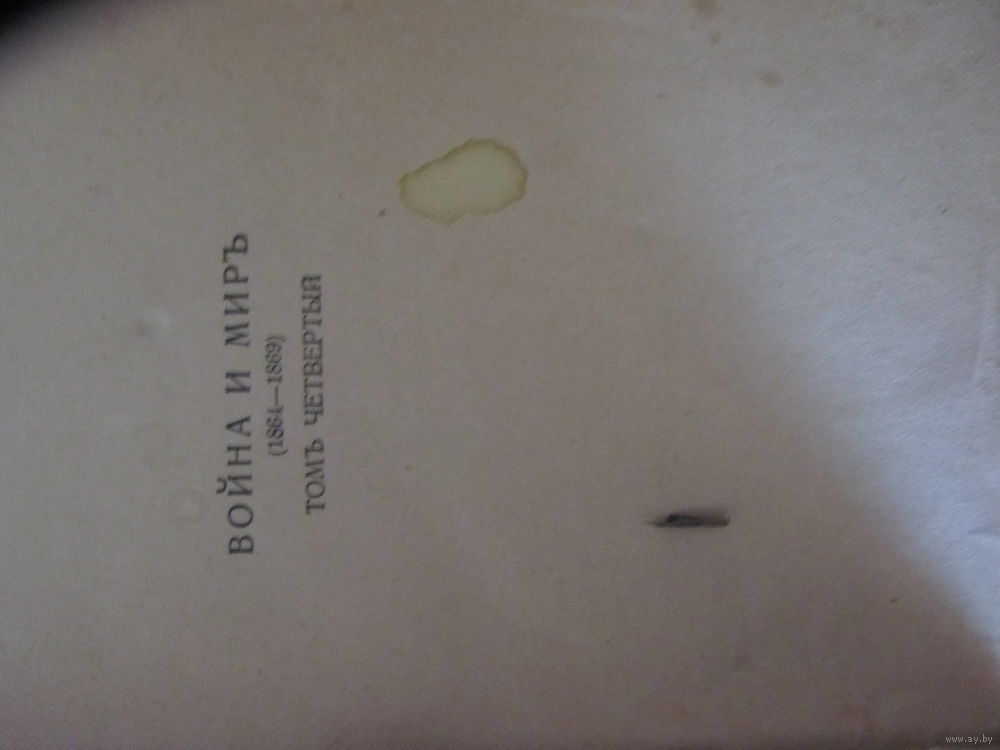 ВОЙНА И МИРЪ
(1864—1869)
ТОМЪ ЧЕТВЕРТЫЙ
www.ay.by